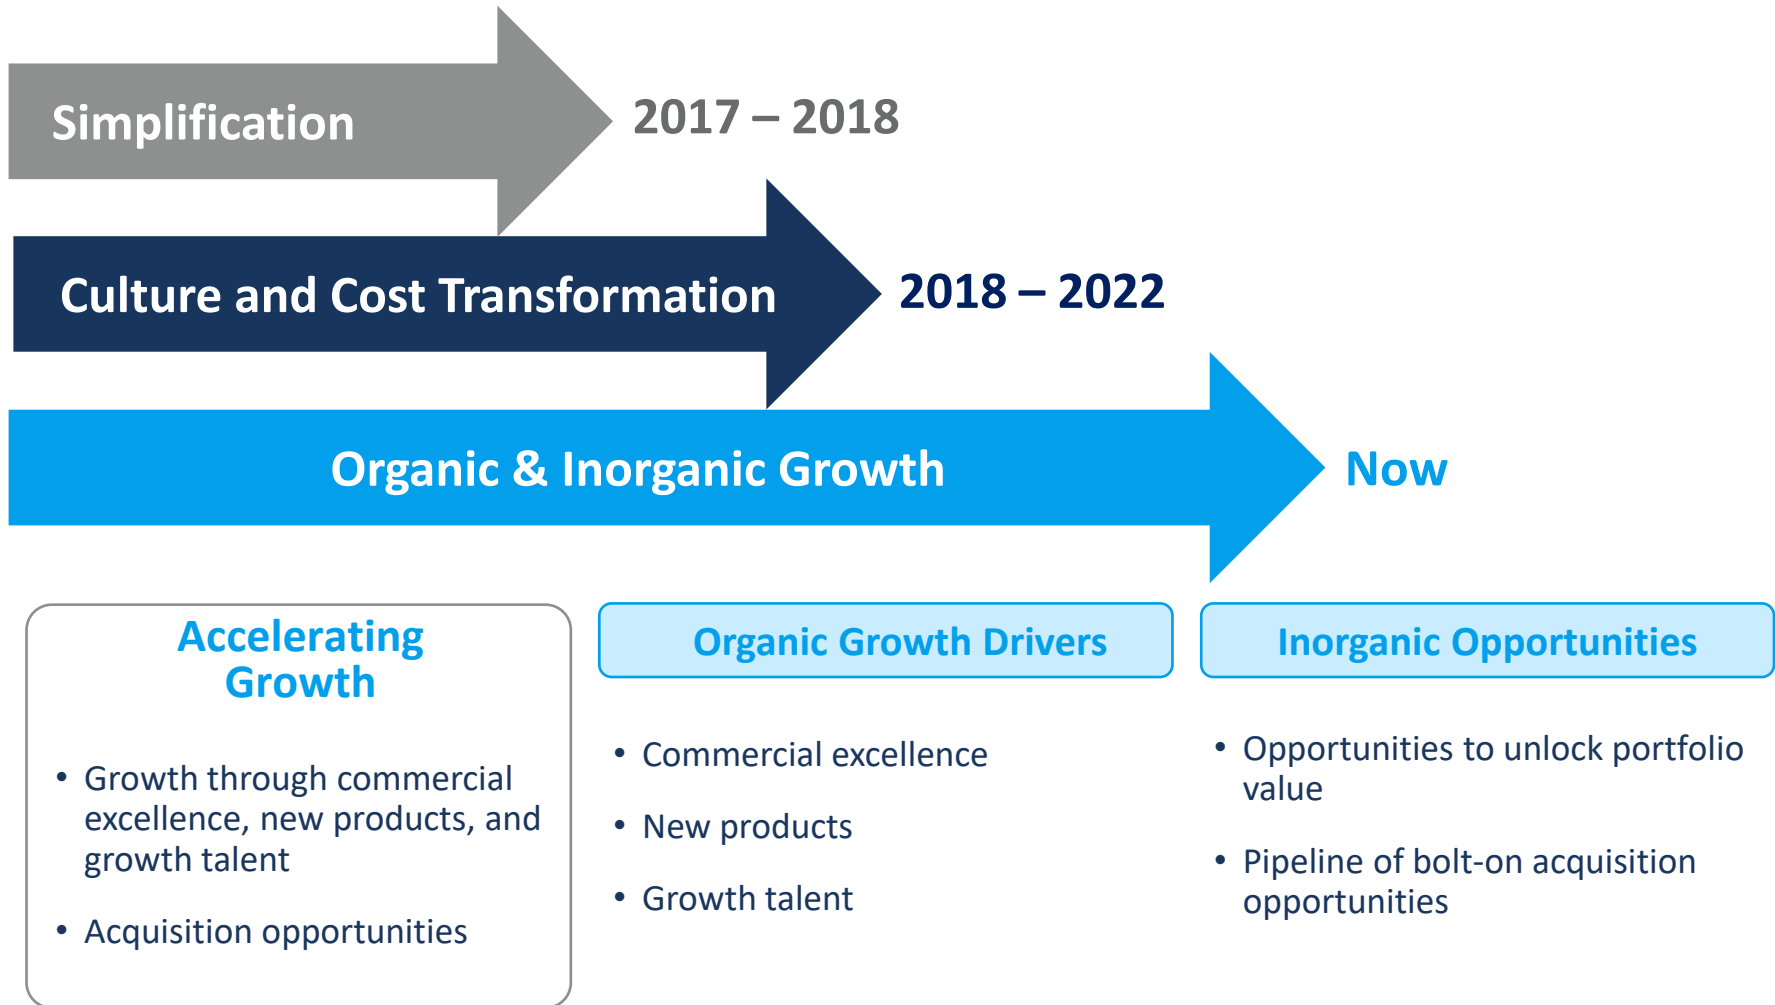 Simplification
2017 – 2018
Culture and Cost Transformation
2018 – 2022
Organic & Inorganic Growth
Now
Accelerating
Growth
• Growth through commercial
excellence, new products, and
growth talent
• Acquisition opportunities
Organic Growth Drivers
• Commercial excellence
• New products
• Growth talent
Inorganic Opportunities
• Opportunities to unlock portfolio
value
• Pipeline of bolt-on acquisition
opportunities